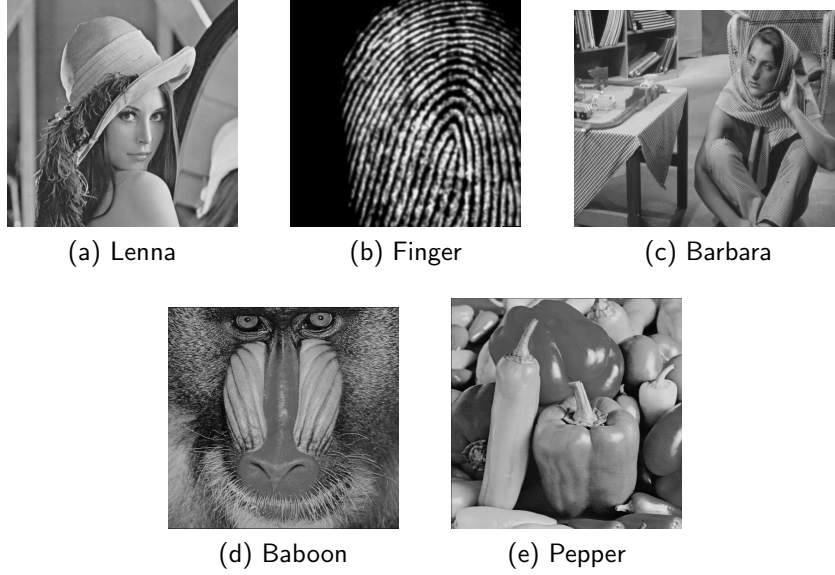 (a) Lenna
(b) Finger
(c) Barbara
(d) Baboon
(e) Pepper